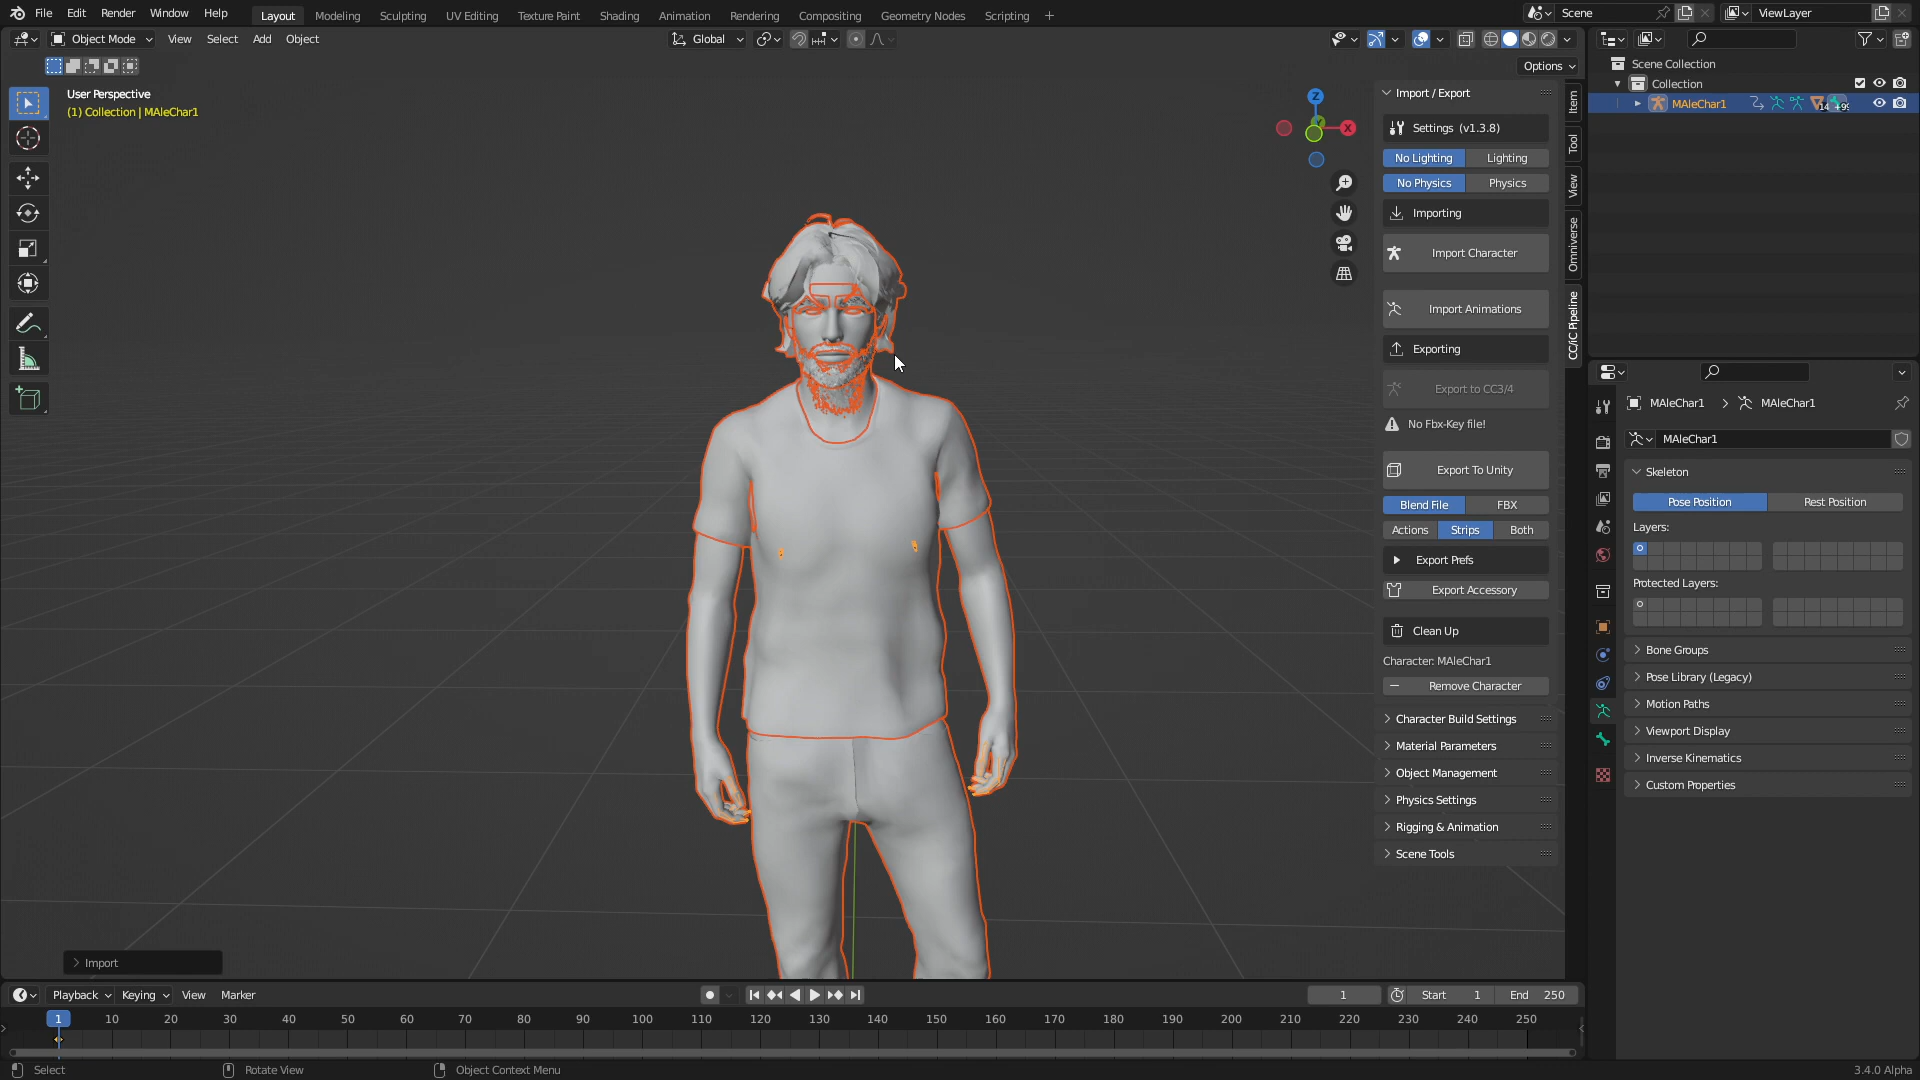 File Edit Render Window Help Layout Modeling Sculpting UV Editing Texture Paint Shading Animation Rendering Compositing Geometry Nodes Scripting + Scene ViewLayer
Object Mode View Select Add Object Global
Options
User Perspective
(1) Collection | MAleChar1
Z
X
Import / Export
Settings (v1.3.8)
No Lighting Lighting
No Physics Physics
Importing
Import Character
Import Animations
Exporting
Export to CC3/4
No Fbx-Key file!
Export To Unity
Blend File FBX
Actions Strips Both
Export Prefs
Export Accessory
Clean Up
Character: MAleChar1
Remove Character
Character Build Settings
Material Parameters
Object Management
Physics Settings
Rigging & Animation
Scene Tools
Item
Tool
View
Omniverse
CC/iC Pipeline
Scene Collection
Collection
MAleChar1 14
MAleChar1 MAleChar1
MAleChar1
Skeleton
Pose Position Rest Position
Layers:
Protected Layers:
Bone Groups
Pose Library (Legacy)
Motion Paths
Viewport Display
Inverse Kinematics
Custom Properties
Import
Playback Keying View Marker 1 Start 1 End 250
1 10 20 30 40 50 60 70 80 90 100 110 120 130 140 150 160 170 180 190 200 210 220 230 240 250
Select Rotate View Object Context Menu 3.4.0 Alpha